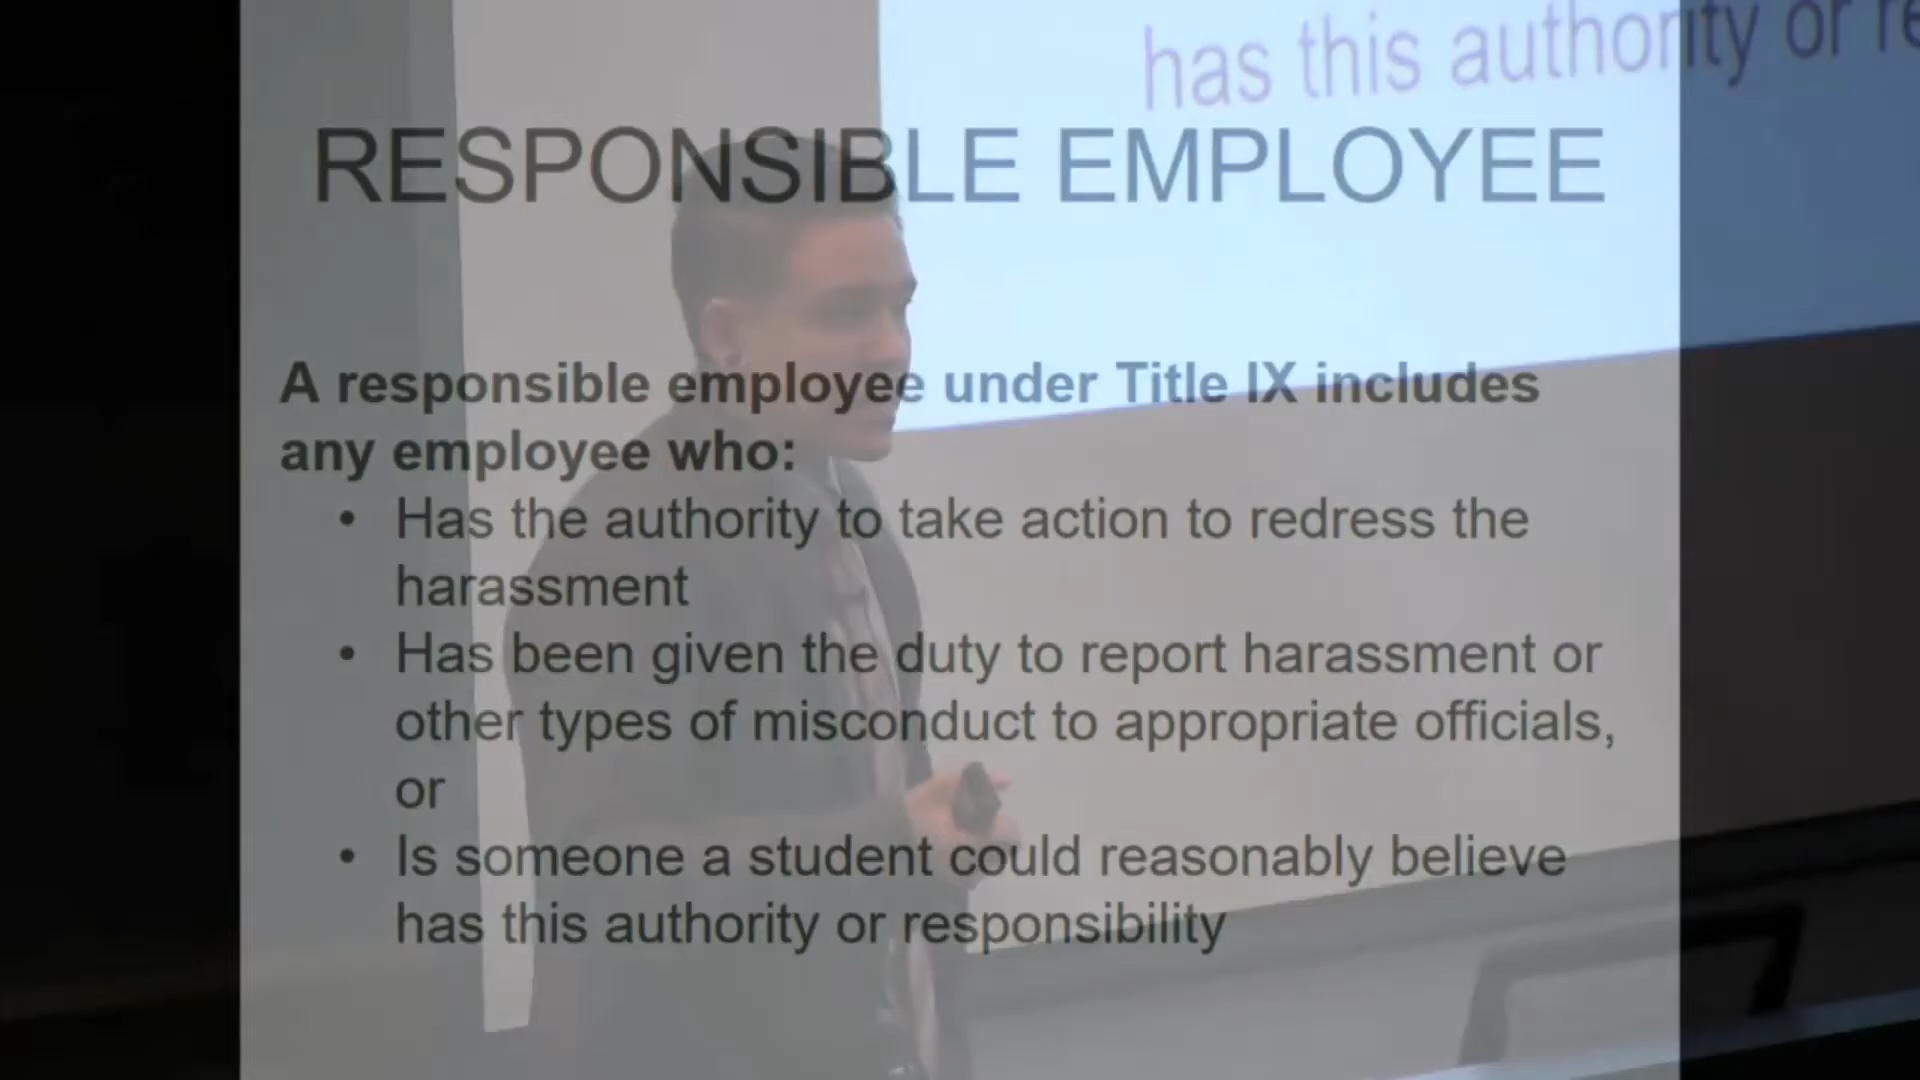 has this authority or re
RESPONSIBLE EMPLOYEE
A responsible employee under Title IX includes
any employee who:
• Has the authority to take action to redress the
harassment
• Has been given the duty to report harassment or
other types of misconduct to appropriate officials,
or
• Is someone a student could reasonably believe
has this authority or responsibility